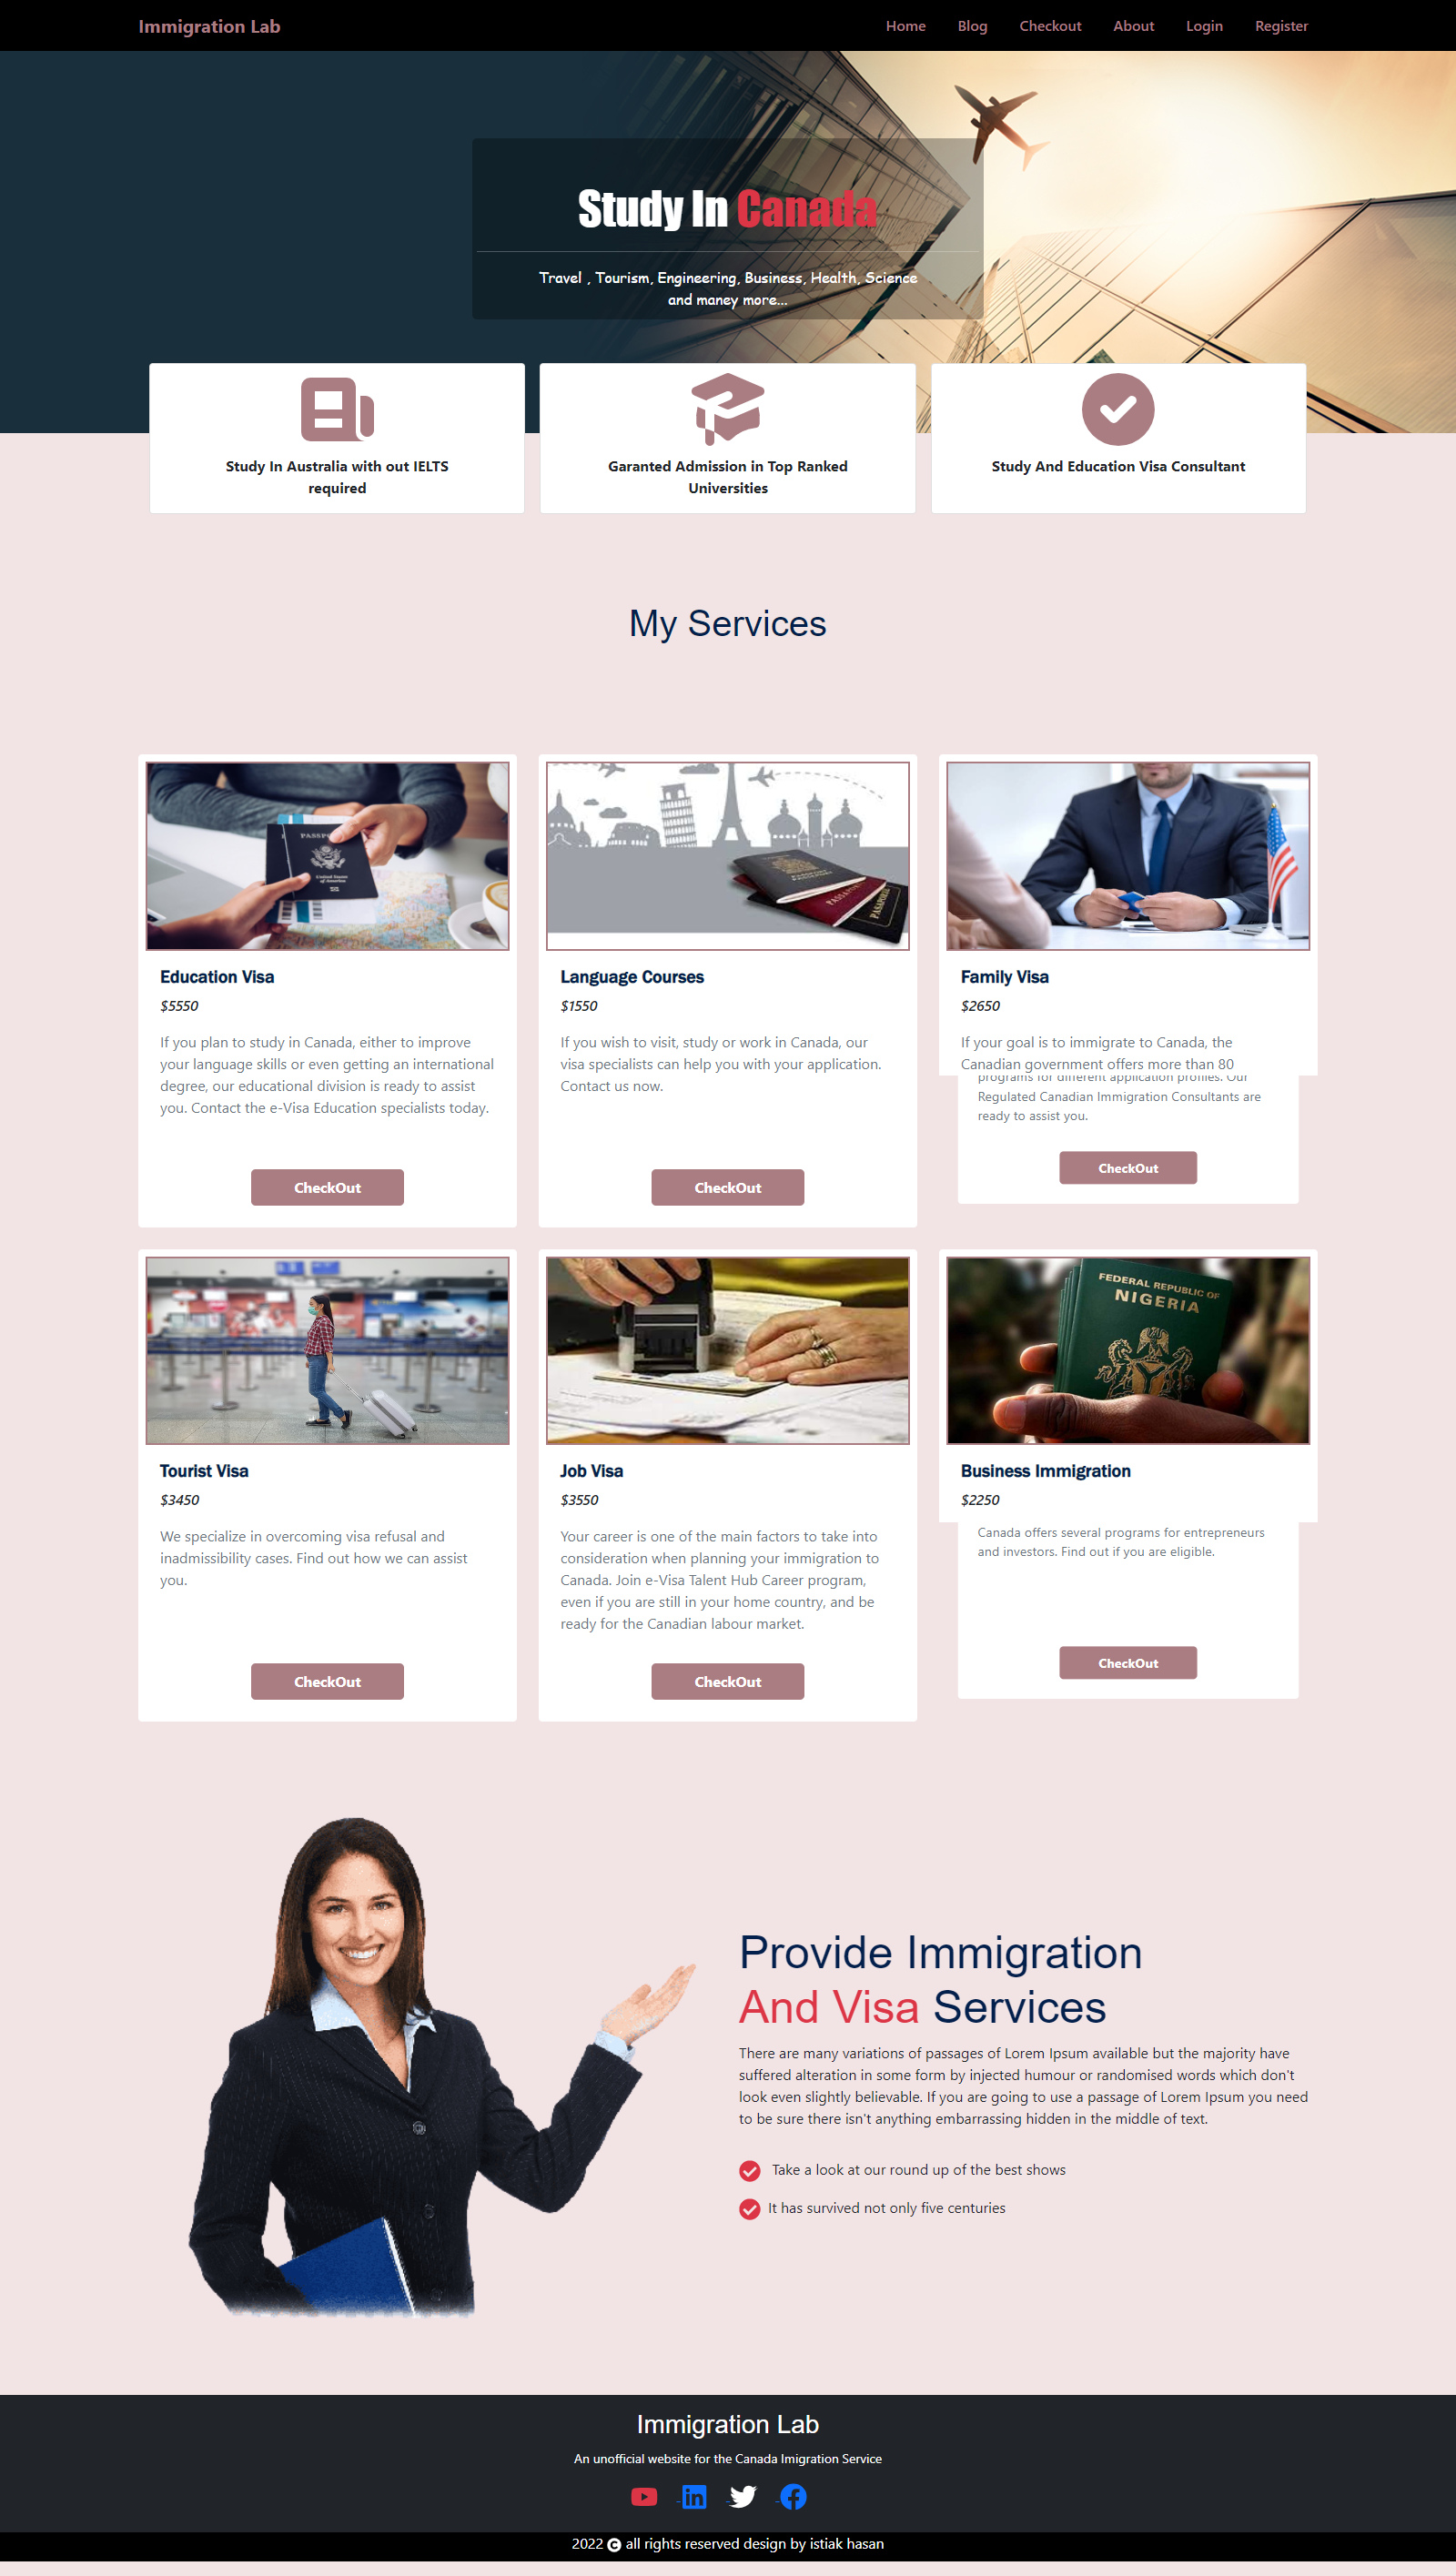 Immigration Lab
Home Blog Checkout About Login Register
Study In Canada
Travel , Tourism, Engineering, Business, Health, Science
and maney more...
Study In Australia with out IELTS
required
Garanted Admission in Top Ranked
Universities
Study And Education Visa Consultant
My Services
PASSPORT
United States
of America
Education Visa
$5550
If you plan to study in Canada, either to improve
your language skills or even getting an international
degree, our educational division is ready to assist
you. Contact the e-Visa Education specialists today.
CheckOut
PASSPORT
Language Courses
$1550
If you wish to visit, study or work in Canada, our
visa specialists can help you with your application.
Contact us now.
CheckOut
Family Visa
$2650
If your goal is to immigrate to Canada, the
Canadian government offers more than 80
programs for different application profiles. Our
Regulated Canadian Immigration Consultants are
ready to assist you.
CheckOut
Tourist Visa
$3450
We specialize in overcoming visa refusal and
inadmissibility cases. Find out how we can assist
you.
CheckOut
Job Visa
$3550
Your career is one of the main factors to take into
consideration when planning your immigration to
Canada. Join e-Visa Talent Hub Career program,
even if you are still in your home country, and be
ready for the Canadian labour market.
CheckOut
FEDERAL REPUBLIC OF
NIGERIA
Business Immigration
$2250
Canada offers several programs for entrepreneurs
and investors. Find out if you are eligible.
CheckOut
Provide Immigration
And Visa Services
There are many variations of passages of Lorem Ipsum available but the majority have
suffered alteration in some form by injected humour or randomised words which don't
look even slightly believable. If you are going to use a passage of Lorem Ipsum you need
to be sure there isn't anything embarrassing hidden in the middle of text.
Take a look at our round up of the best shows
It has survived not only five centuries
Immigration Lab
An unofficial website for the Canada Imigration Service
2022 © all rights reserved design by istiak hasan